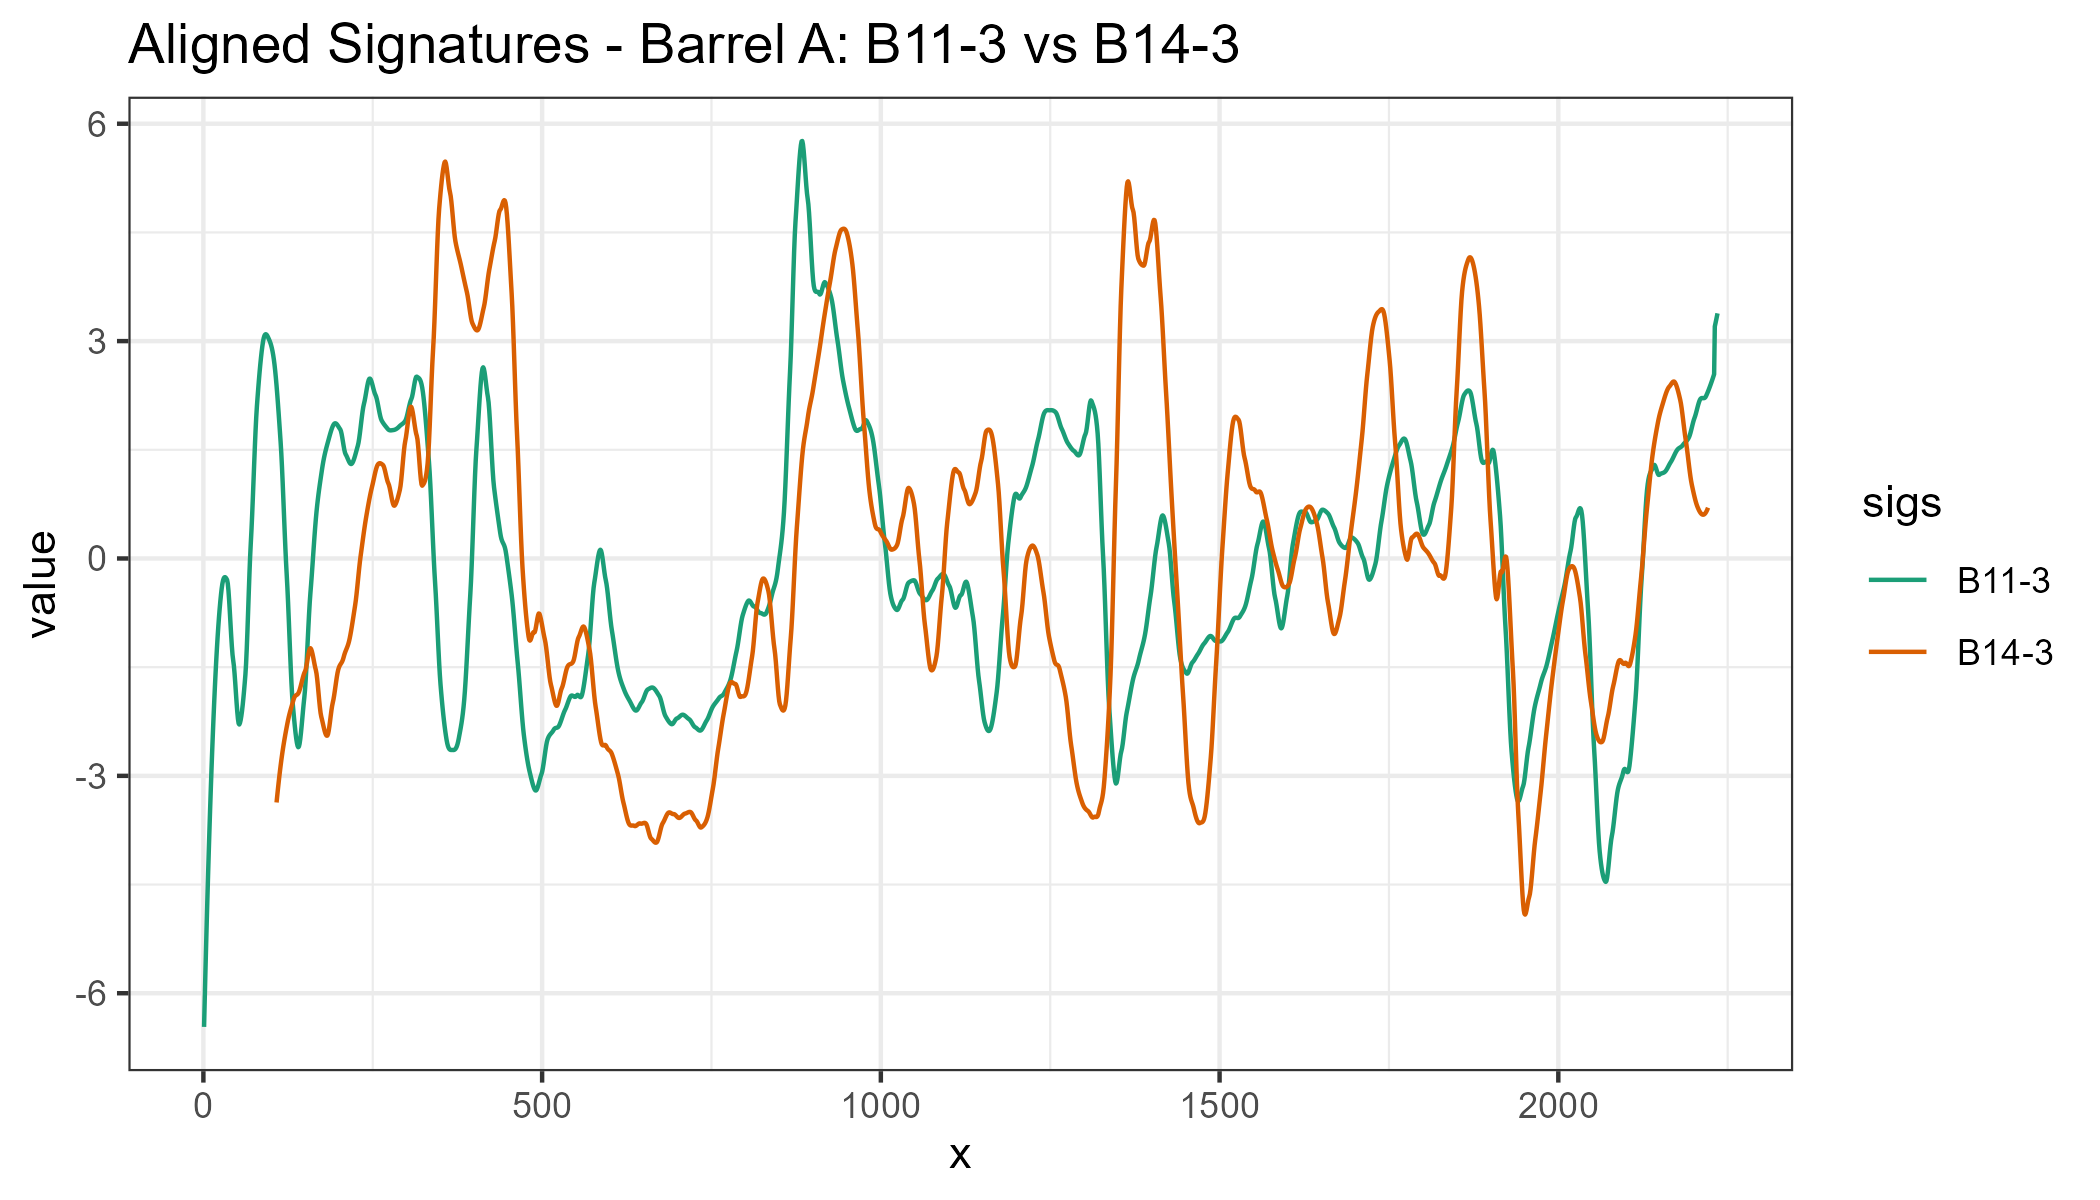 Aligned Signatures - Barrel A: B11-3 vs B14-3
value
6
3
0
-3
-6
0 500 1000 1500 2000
x
sigs
B11-3
B14-3